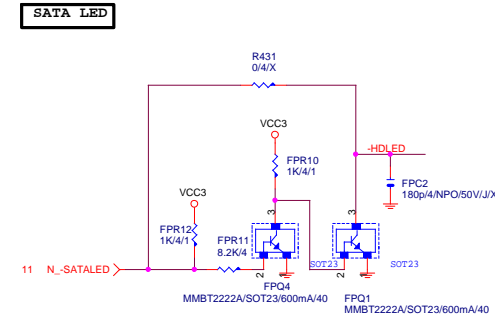 SATA LED
R431
0/4/X
VCC3
-HDLED
FPR10
1K/4/1
FPC2
180p/4/NPO/50V/J/X
VCC3
3
3
FPR12
1K/4/1
FPR11
8.2K/4
11 N_-SATALED
SOT23
SOT23
2
2
FPQ4
MMBT2222A/SOT23/600mA/40
FPQ1
MMBT2222A/SOT23/600mA/40